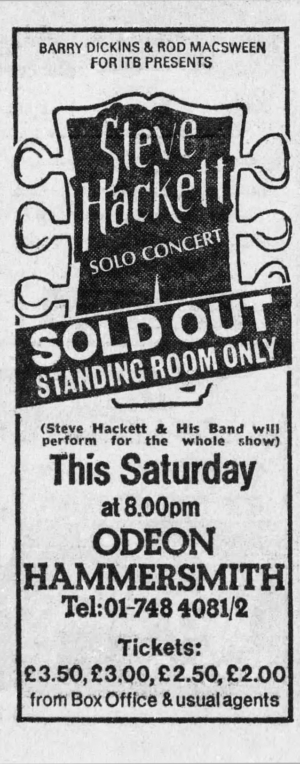 BARRY DICKINS & ROD MACSWEEN
FOR ITB PRESENTS
Steve
Hackett
SOLO CONCERT
SOLD OUT
STANDING ROOM ONLY
(Steve Hackett & His Band will
perform for the whole show)
This Saturday
at 8.00pm
ODEON
HAMMERSMITH
Tel:01-748 4081/2
Tickets:
£3.50, £3.00, £2.50, £2.00
from Box Office & usual agents